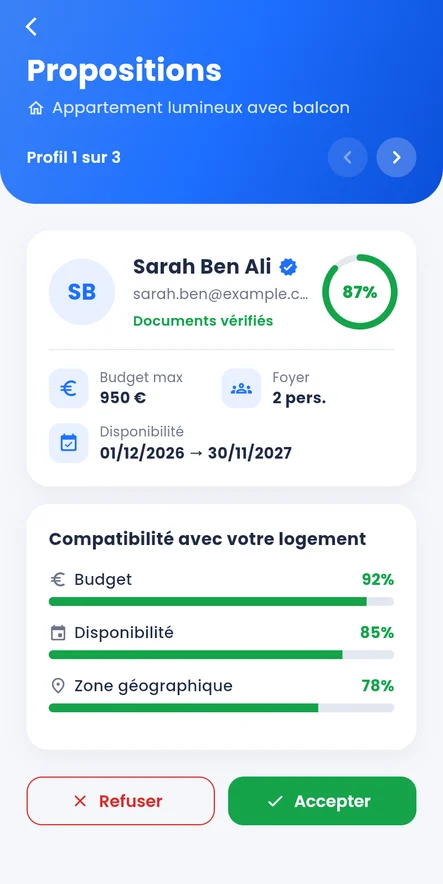 Propositions
Appartement lumineux avec balcon
Profil 1 sur 3
SB
Sarah Ben Ali
sarah.ben@example.c...
Documents vérifiés
87%
Budget max
950 €
Foyer
2 pers.
Disponibilité
01/12/2026 → 30/11/2027
Compatibilité avec votre logement
Budget 92%
Disponibilité 85%
Zone géographique 78%
Refuser
Accepter